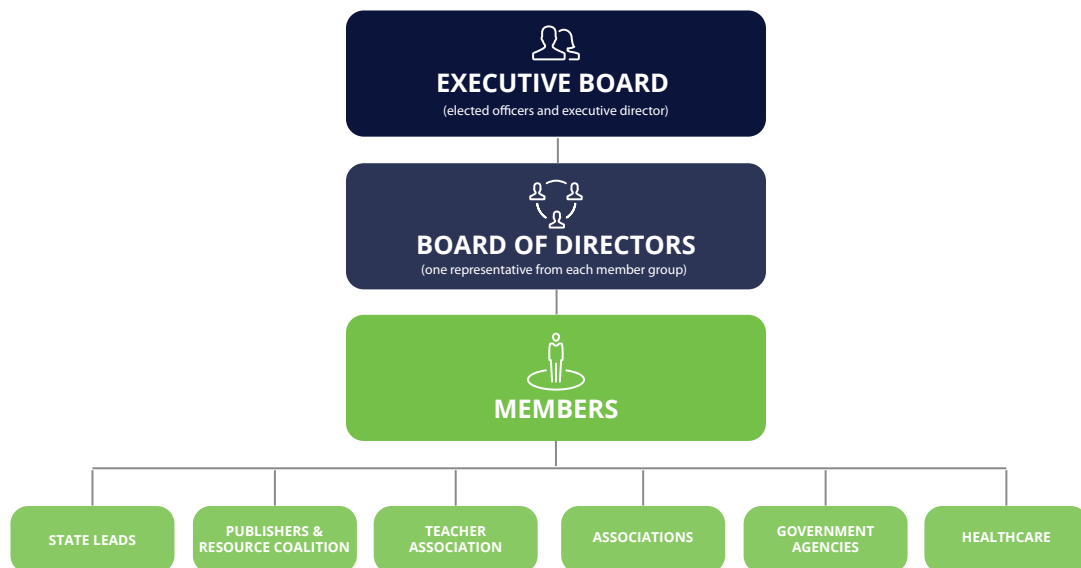 EXECUTIVE BOARD
(elected officers and executive director)
BOARD OF DIRECTORS
(one representative from each member group)
MEMBERS
STATE LEADS
PUBLISHERS &
RESOURCE COALITION
TEACHER
ASSOCIATION
ASSOCIATIONS
GOVERNMENT
AGENCIES
HEALTHCARE